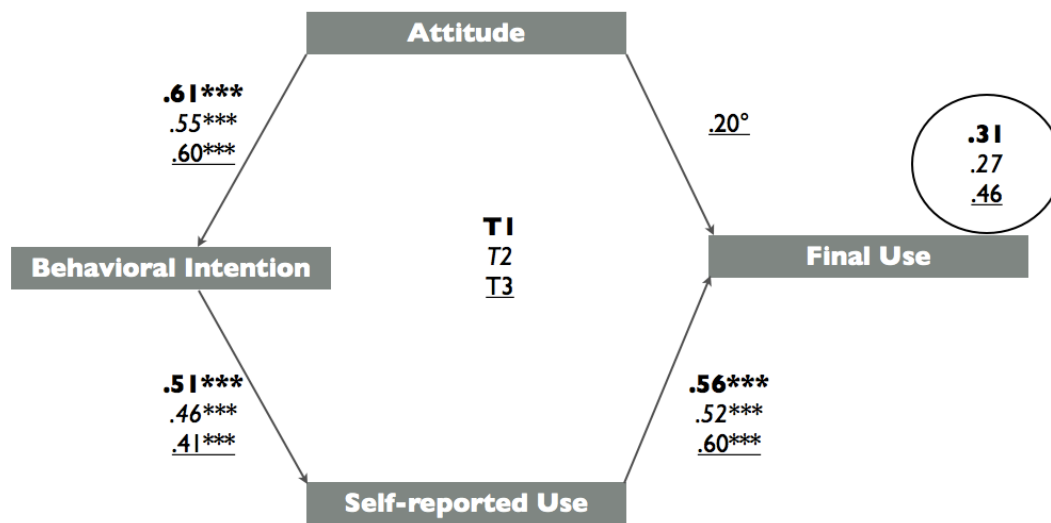 Attitude
.61***
.55***
.60***
.20°
.31
.27
.46
T1
T2
T3
Behavioral Intention
Final Use
.51***
.46***
.41***
.56***
.52***
.60***
Self-reported Use